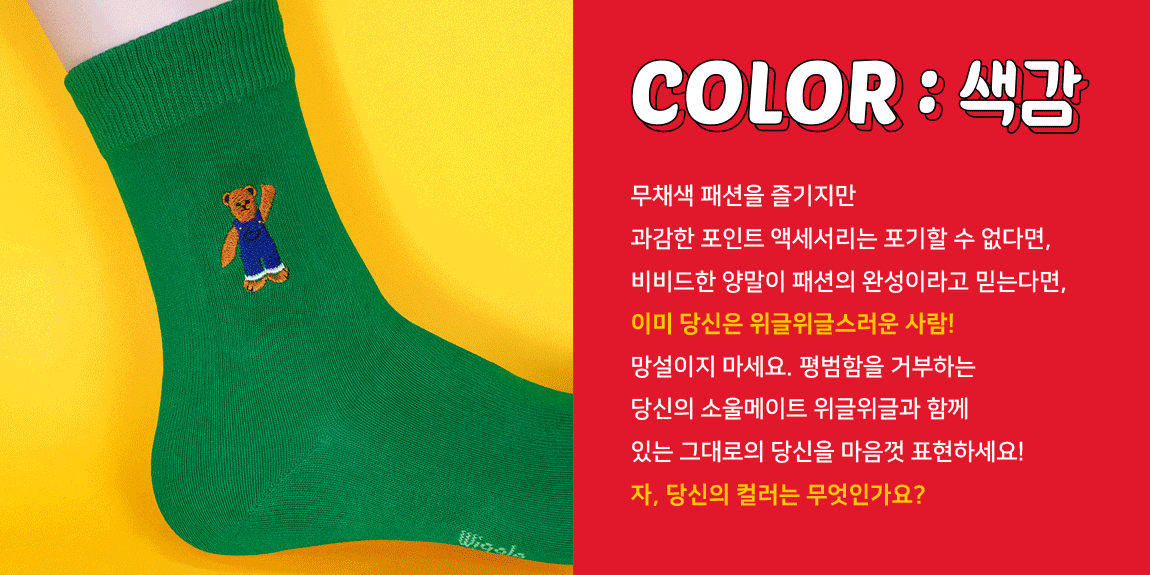 COLOR : 색감
무채색 패션을 즐기지만
과감한 포인트 액세서리는 포기할 수 없다면,
비비드한 양말이 패션의 완성이라고 믿는다면,
이미 당신은 위글위글스러운 사람!
망설이지 마세요. 평범함을 거부하는
당신의 소울메이트 위글위글과 함께
있는 그대로의 당신을 마음껏 표현하세요!
자, 당신의 컬러는 무엇인가요?